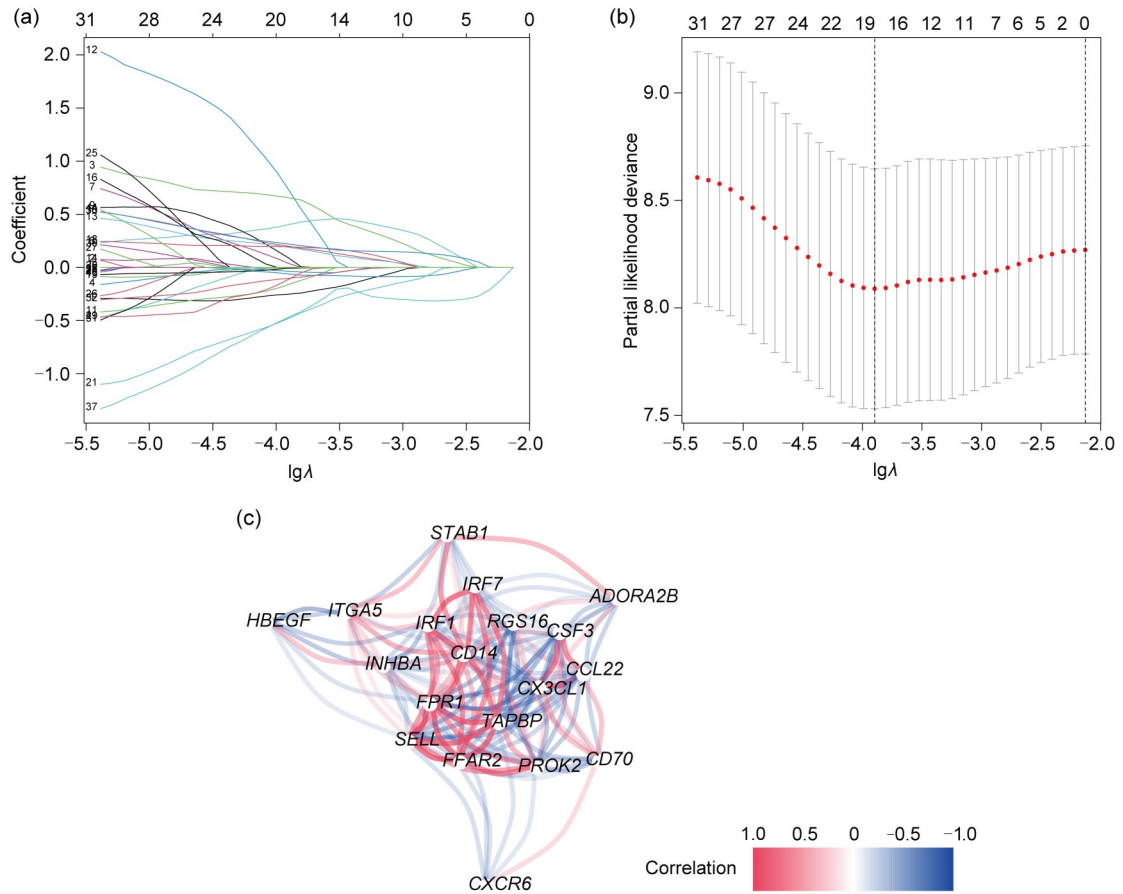 (a)
31 28 24 20 14 10 5 0
2.0
1.5
1.0
0.5
0.0
−0.5
−1.0
Coefficient
12
25
3
16
7
13
27
4
26
32
11
31
21
37
−5.5 −5.0 −4.5 −4.0 −3.5 −3.0 −2.5 −2.0
lgλ
(b)
31 27 27 24 22 19 16 12 11 7 6 5 2 0
9.0
8.5
8.0
7.5
Partial likelihood deviance
−5.5 −5.0 −4.5 −4.0 −3.5 −3.0 −2.5 −2.0
lgλ
(c)
STAB1
IRF7
ADORA2B
ITGA5
HBEGF
IRF1
RGS16
CSF3
CD14
INHBA
CCL22
CX3CL1
FPR1
TAPBP
SELL
FFAR2
PROK2
CD70
CXCR6
1.0 0.5 0 −0.5 −1.0
Correlation